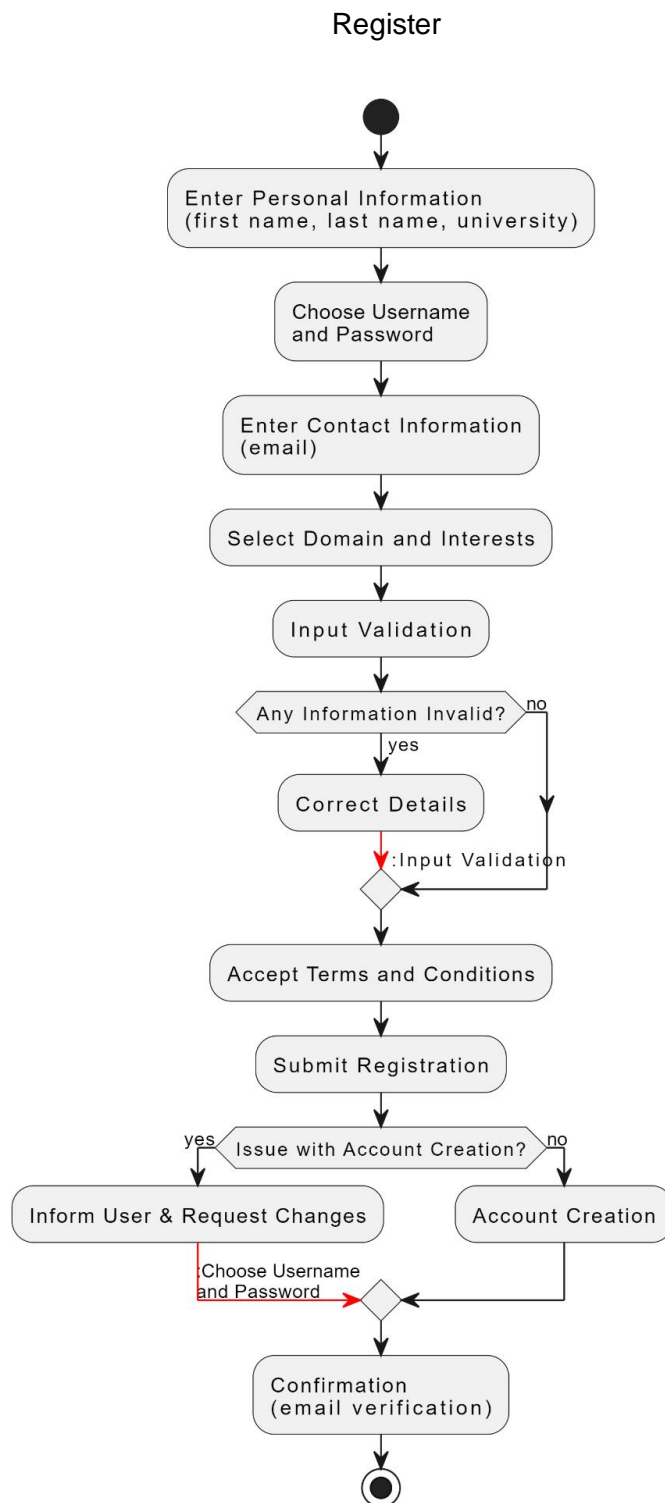 Register
Enter Personal Information
(first name, last name, university)
Choose Username
and Password
Enter Contact Information
(email)
Select Domain and Interests
Input Validation
Any Information Invalid?
no
yes
Correct Details
:Input Validation
Accept Terms and Conditions
Submit Registration
yes
Issue with Account Creation?
no
Inform User & Request Changes
Account Creation
:Choose Username
and Password
Confirmation
(email verification)